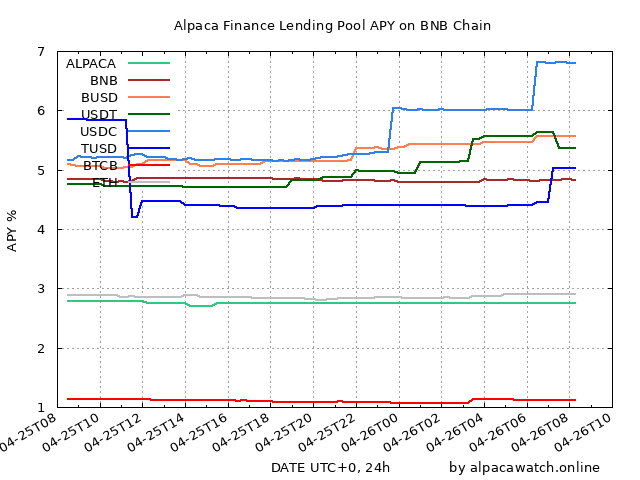 Alpaca Finance Lending Pool APY on BNB Chain
7
6
5
4
3
2
1
APY %
ALPACA
BNB
BUSD
USDT
USDC
TUSD
BTCB
ETH
04-25T08
04-25T10
04-25T12
04-25T14
04-25T16
04-25T18
04-25T20
04-25T22
04-26T00
04-26T02
04-26T04
04-26T06
04-26T08
04-26T10
DATE UTC+0, 24h by alpacawatch.online